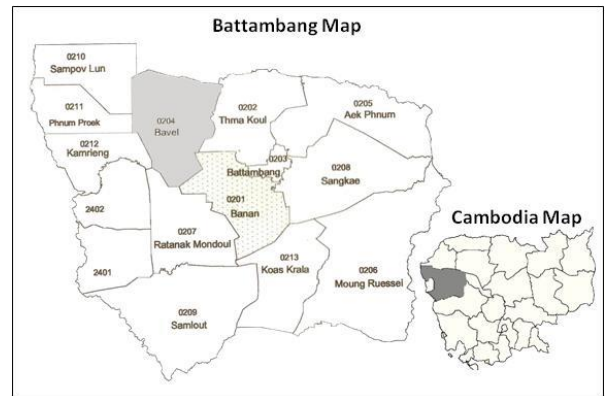 Battambang Map
0210
Sampov Lun
0211
Phnum Proek
0212
Kamrieng
0204
Bavel
0202
Thma Koul
0205
Aek Phnum
0203
Battambang
0208
Sangkae
0201
Banan
2402
0207
Ratanak Mondoul
2401
0213
Koas Krala
0206
Moung Ruessei
0209
Samlout
Cambodia Map